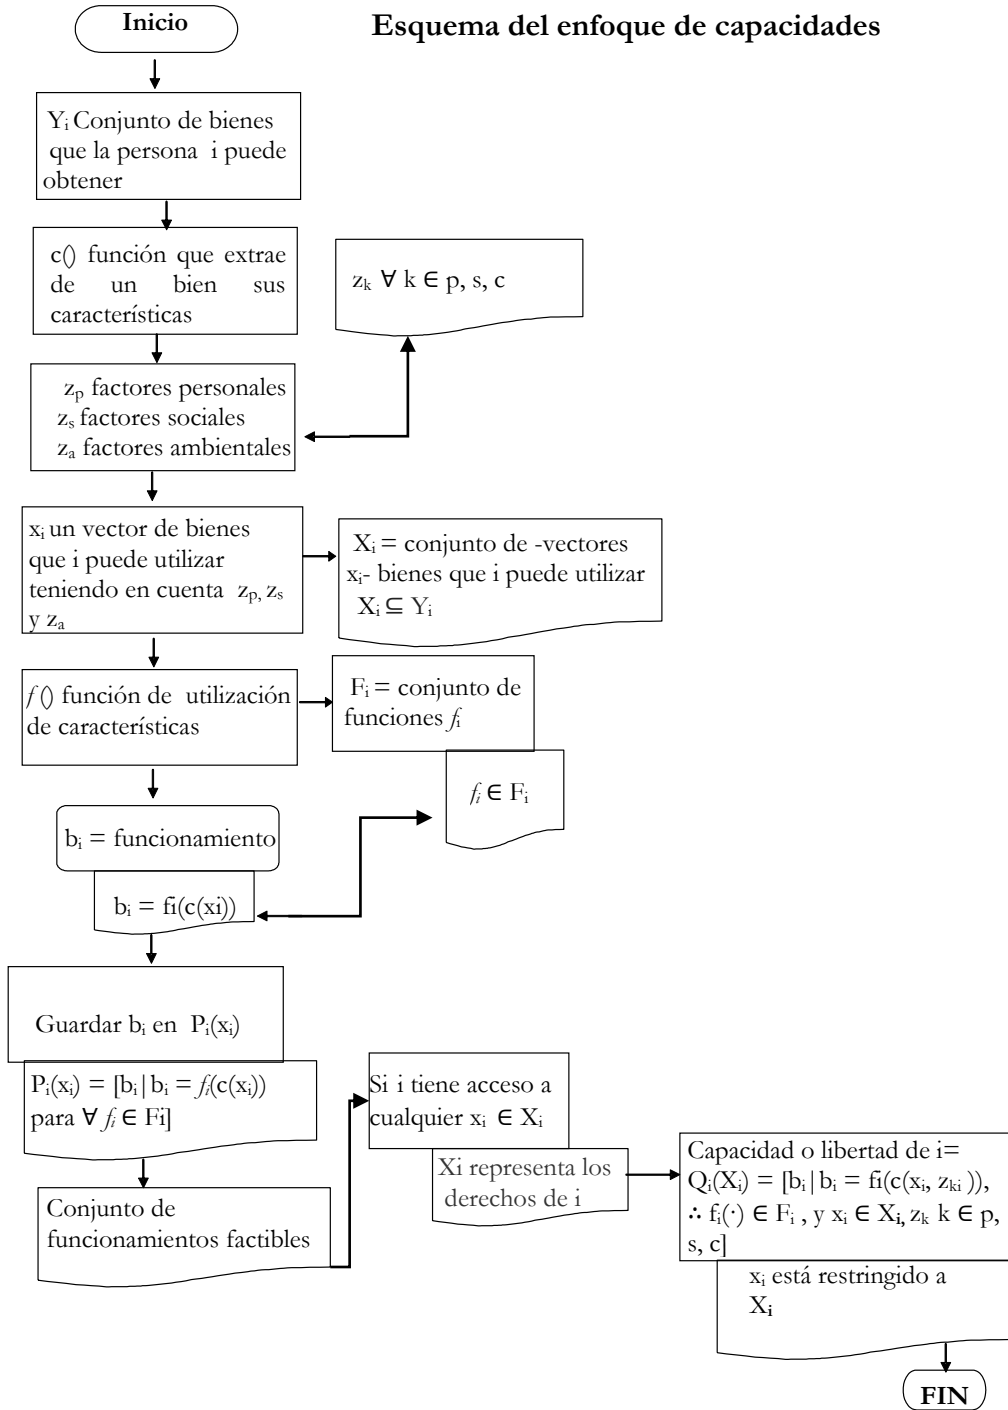 Inicio
Esquema del enfoque de capacidades
Yi Conjunto de bienes
que la persona i puede
obtener
c() función que extrae
de un bien sus
características
zk ∀ k ∈ p, s, c
zp factores personales
zs factores sociales
za factores ambientales
xi un vector de bienes
que i puede utilizar
teniendo en cuenta zp, zs
y za
Xi = conjunto de -vectores
xi- bienes que i puede utilizar
Xi ⊆ Yi
f () función de utilización
de características
Fi = conjunto de
funciones fi
fi ∈ Fi
bi = funcionamiento
bi = fi(c(xi))
Guardar bi en Pi(xi)
Pi(xi) = [bi|bi = fi(c(xi))
para ∀ fi ∈ Fi]
Conjunto de
funcionamientos factibles
Si i tiene acceso a
cualquier xi ∈ Xi
Xi representa los
derechos de i
Capacidad o libertad de i=
Qi(Xi) = [bi|bi = fi(c(xi, zki )),
∴ fi(·) ∈ Fi , y xi ∈ Xi, zk k ∈ p,
s, c]
xi está restringido a
Xi
FIN